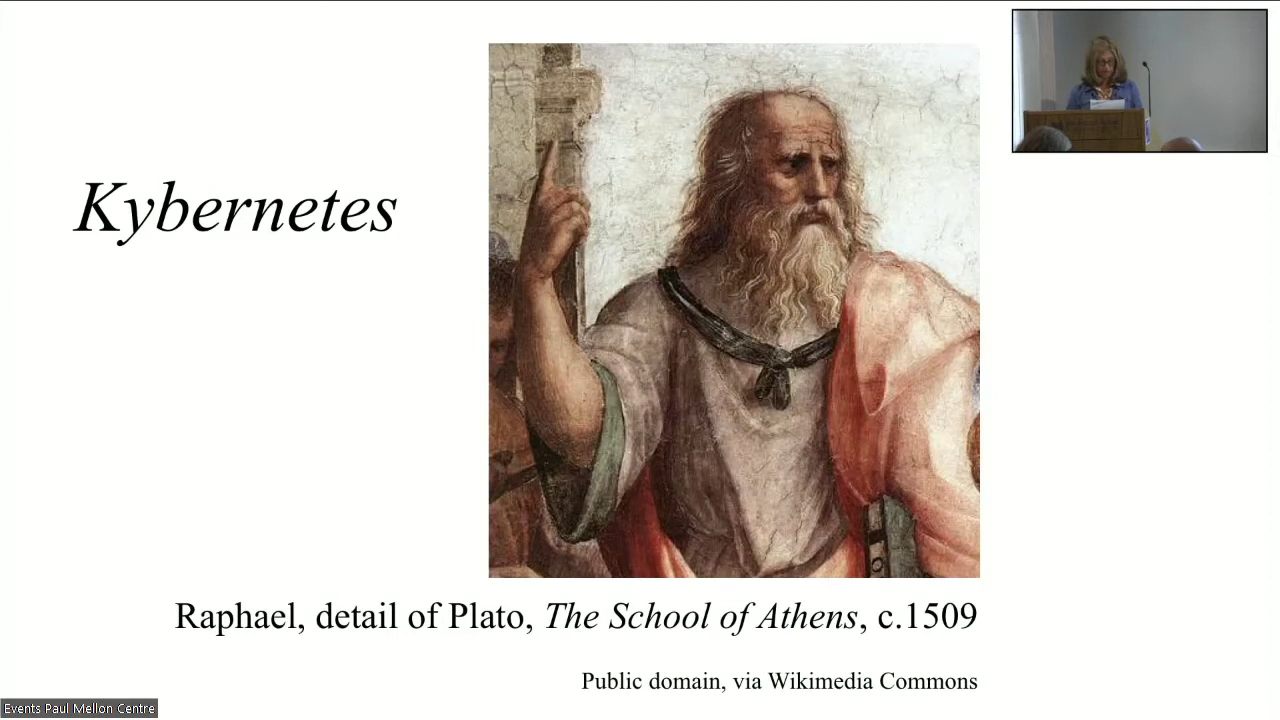 Kybernetes
Raphael, detail of Plato, The School of Athens, c.1509
Public domain, via Wikimedia Commons
Events Paul Mellon Centre